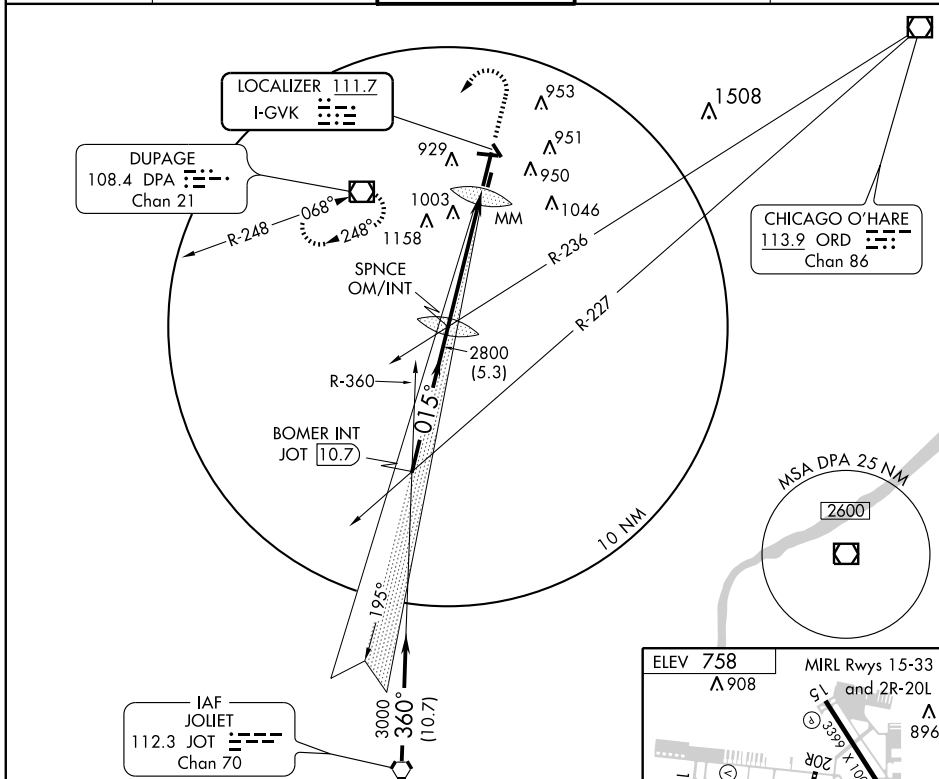 LOCALIZER 111.7
I-GVK
DUPAGE
108.4 DPA
Chan 21
R-248
068°
248°
929
953
951
950
1046
1003
1158
MM
1508
CHICAGO O'HARE
113.9 ORD
Chan 86
R-236
R-227
SPNCE
OM/INT
2800
(5.3)
R-360
015°
BOMER INT
JOT 10.7
10 NM
MSA DPA 25 NM
2600
195°
3000
360°
(10.7)
IAF
JOLIET
112.3 JOT
Chan 70
ELEV 758
MIRL Rwys 15-33
and 2R-20L
908
896
15
3399 X 100
20R
A
V
1